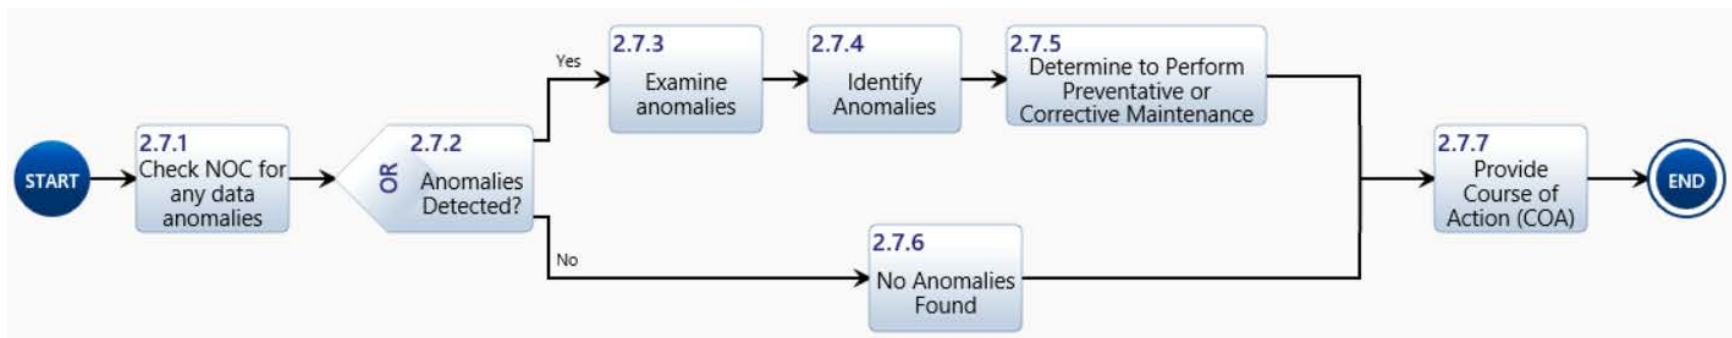 START
2.7.1
Check NOC for
any data
anomalies
OR
2.7.2
Anomalies
Detected?
Yes
2.7.3
Examine
anomalies
2.7.4
Identify
Anomalies
2.7.5
Determine to Perform
Preventative or
Corrective Maintenance
No
2.7.6
No Anomalies
Found
2.7.7
Provide
Course of
Action (COA)
END